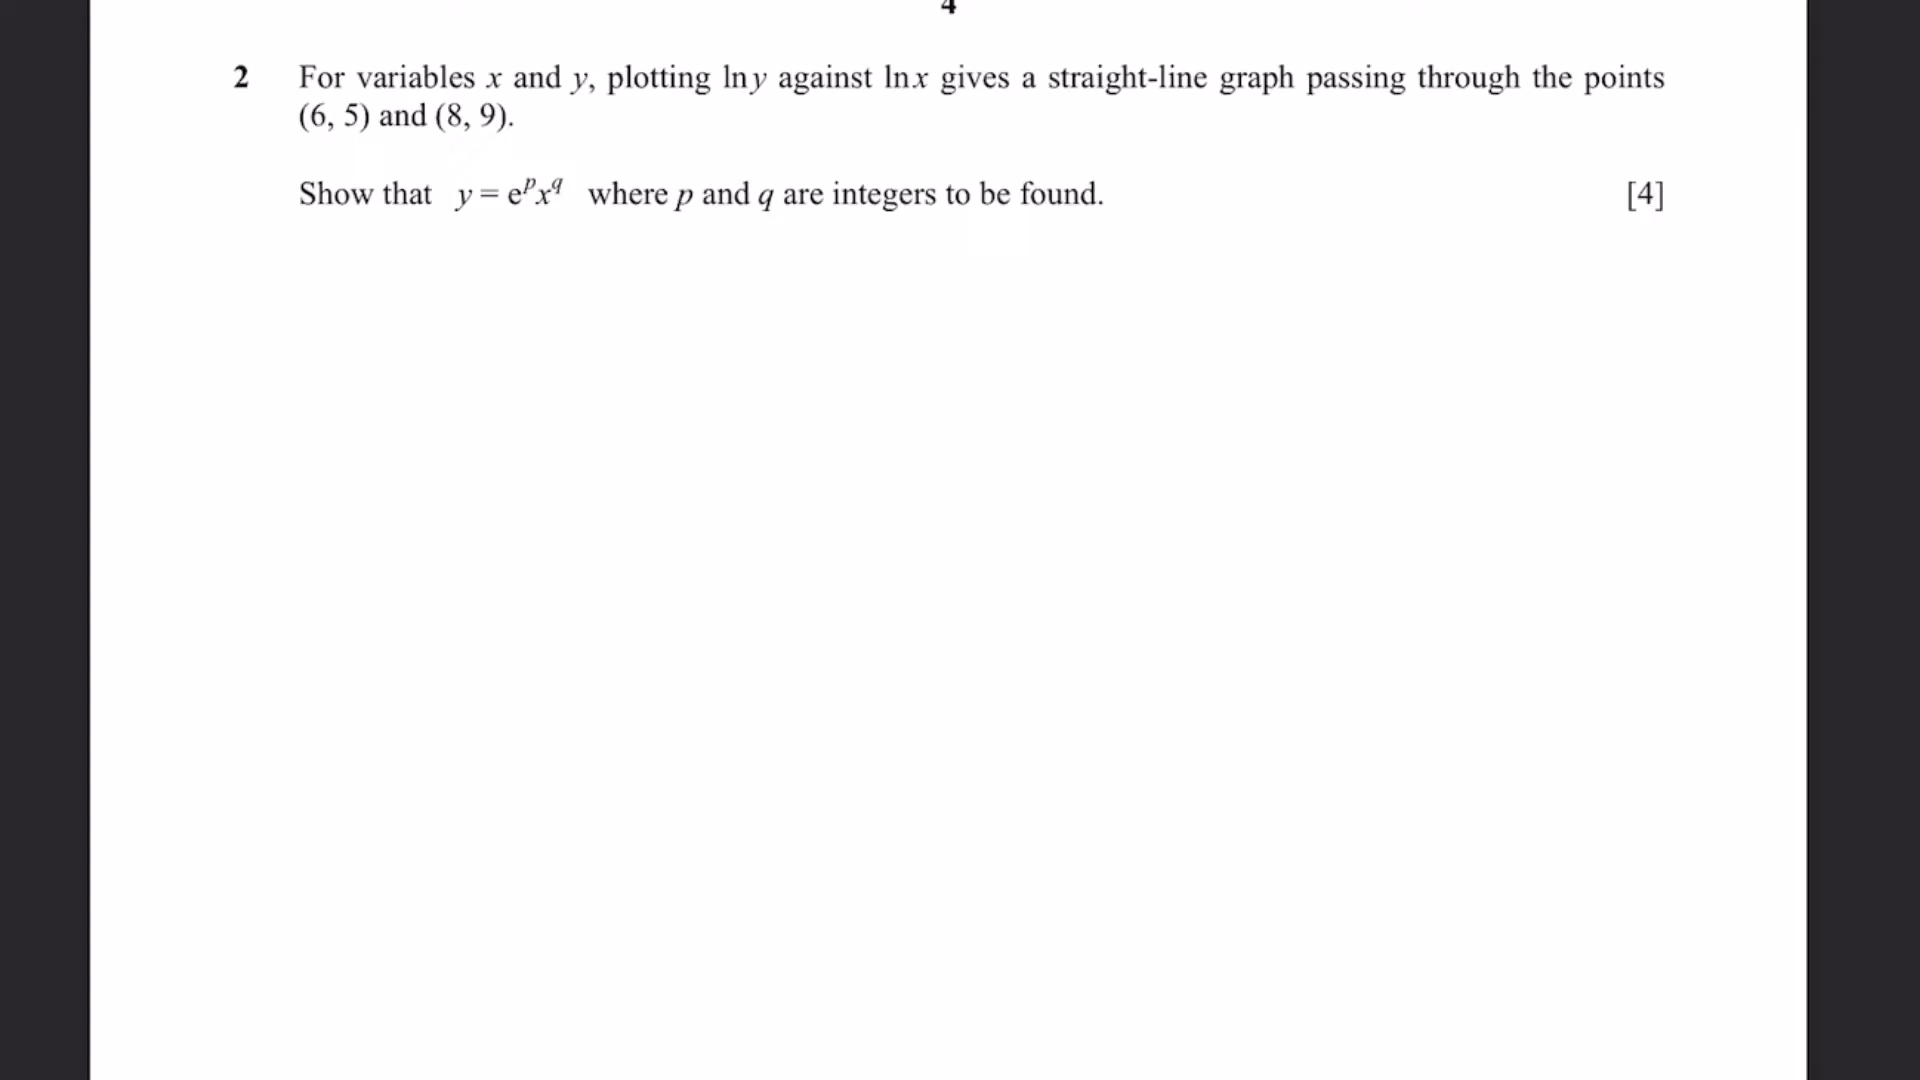 4
2 For variables x and y, plotting ln y against ln x gives a straight-line graph passing through the points
(6, 5) and (8, 9).
Show that y = e^p x^q where p and q are integers to be found. [4]